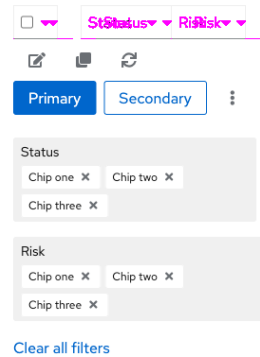 Status Risk
Primary Secondary
Status
Chip one Chip two
Chip three
Risk
Chip one Chip two
Chip three
Clear all filters